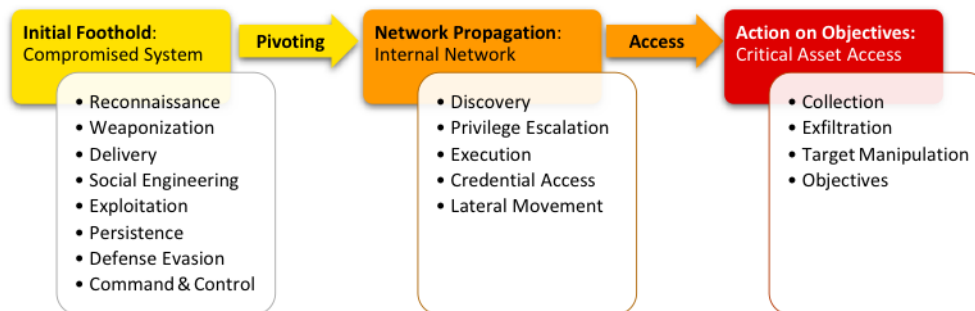 Initial Foothold:
Compromised System
• Reconnaissance
• Weaponization
• Delivery
• Social Engineering
• Exploitation
• Persistence
• Defense Evasion
• Command & Control
Pivoting
Network Propagation:
Internal Network
• Discovery
• Privilege Escalation
• Execution
• Credential Access
• Lateral Movement
Access
Action on Objectives:
Critical Asset Access
• Collection
• Exfiltration
• Target Manipulation
• Objectives